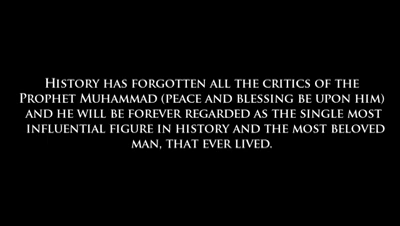 History has forgotten all the critics of the
Prophet Muhammad (peace and blessing be upon him)
and he will be forever regarded as the single most
influential figure in history and the most beloved
man, that ever lived.